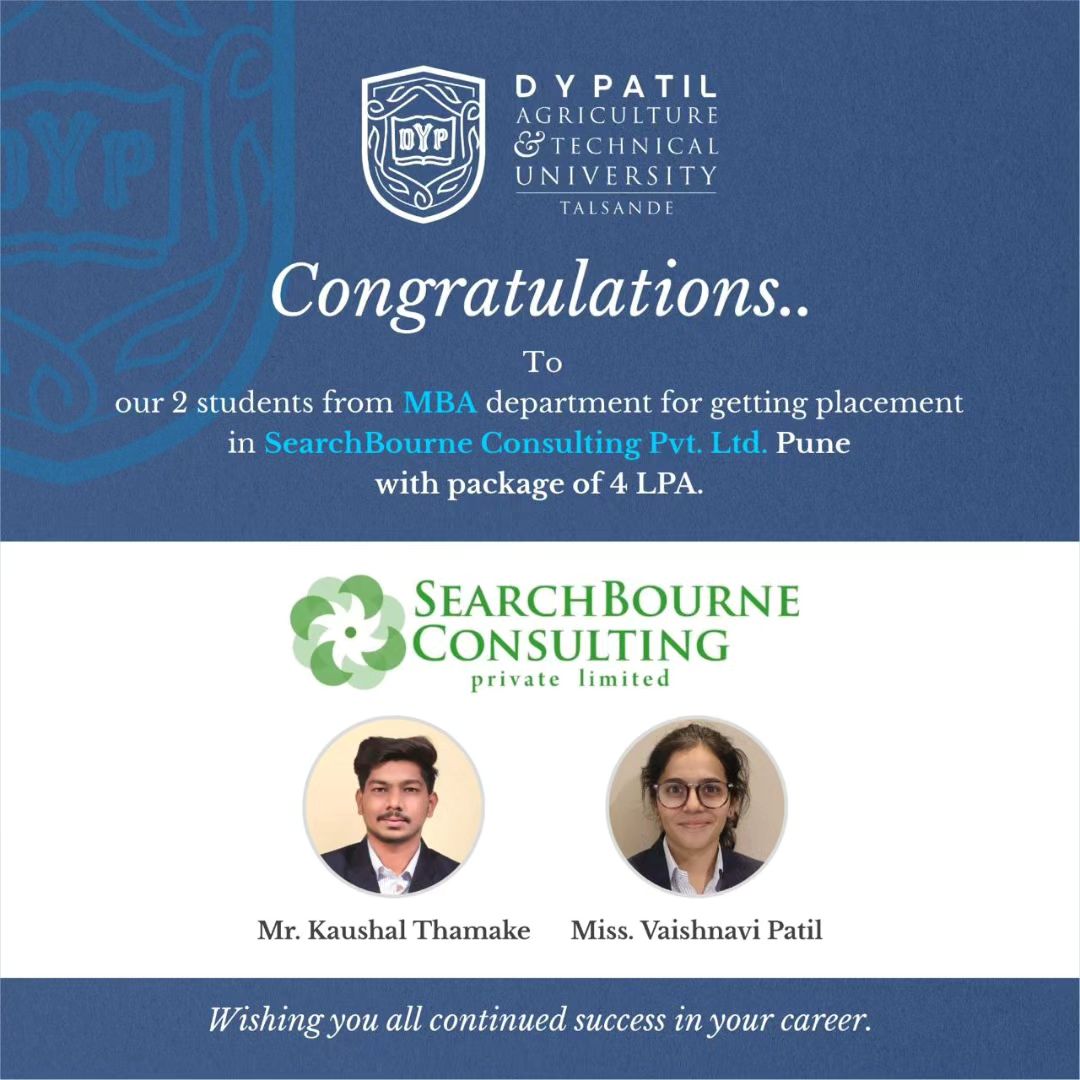 DYP
DYP
D Y PATIL
AGRICULTURE
& TECHNICAL
UNIVERSITY
TALSANDE
Congratulations..
To
our 2 students from MBA department for getting placement
in SearchBourne Consulting Pvt. Ltd. Pune
with package of 4 LPA.
SEARCHBOURNE
CONSULTING
private limited
Mr. Kaushal Thamake
Miss. Vaishnavi Patil
Wishing you all continued success in your career.